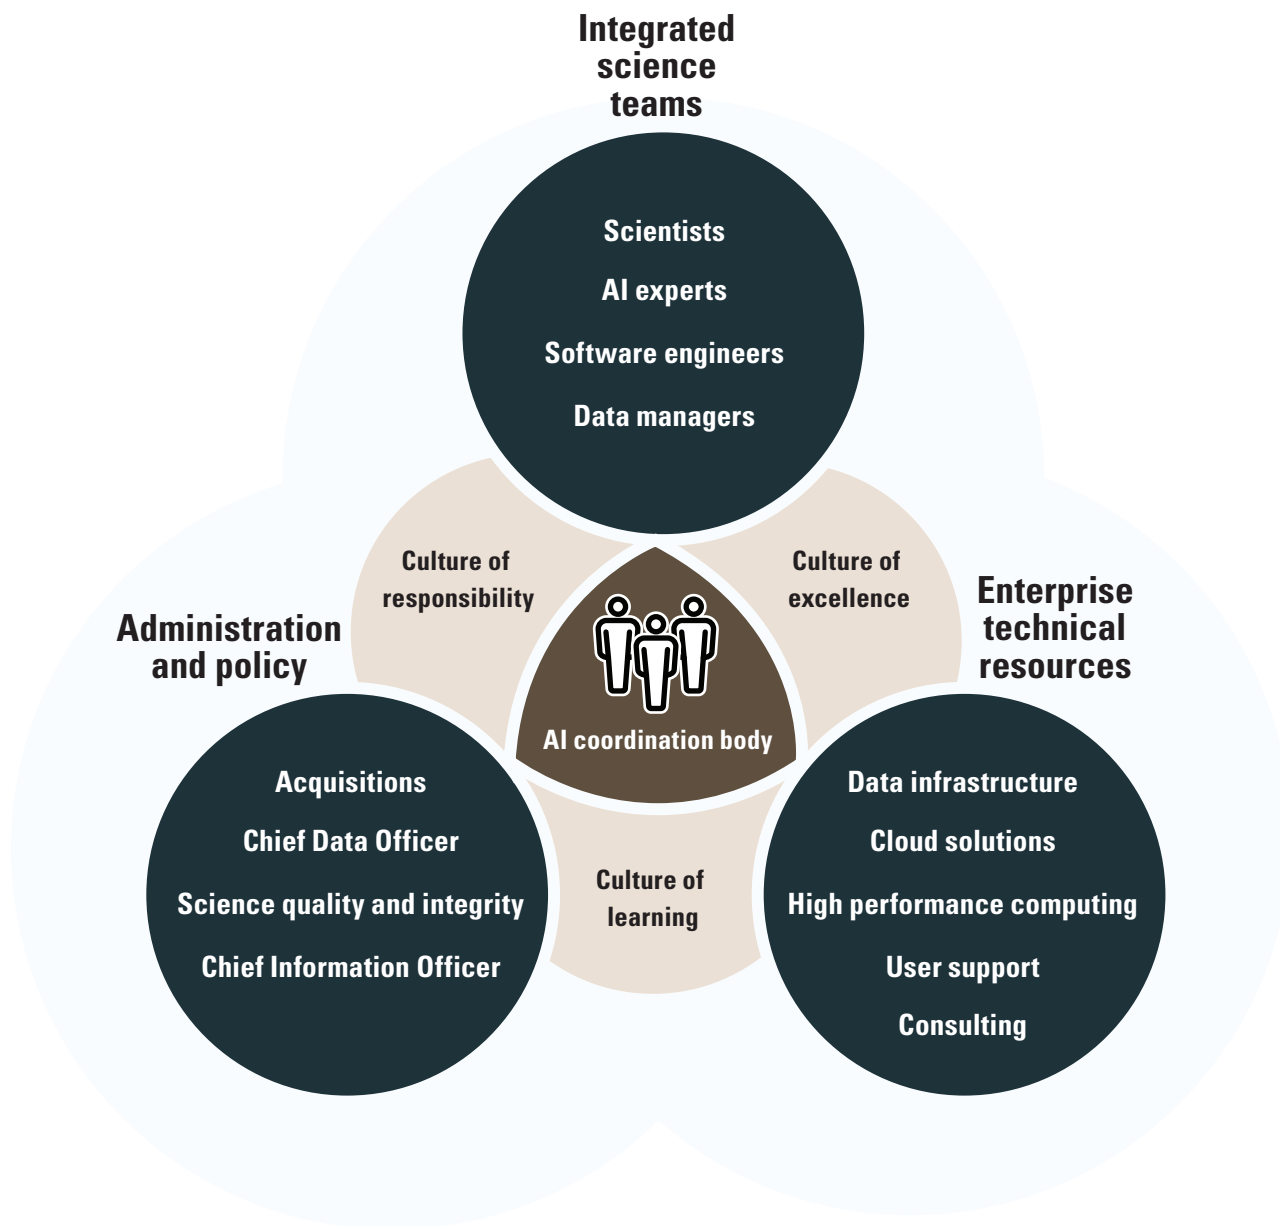 Integrated
science
teams
Scientists
AI experts
Software engineers
Data managers
Culture of
responsibility
Culture of
excellence
Administration
and policy
Enterprise
technical
resources
AI coordination body
Acquisitions
Chief Data Officer
Science quality and integrity
Chief Information Officer
Data infrastructure
Cloud solutions
High performance computing
User support
Consulting
Culture of
learning